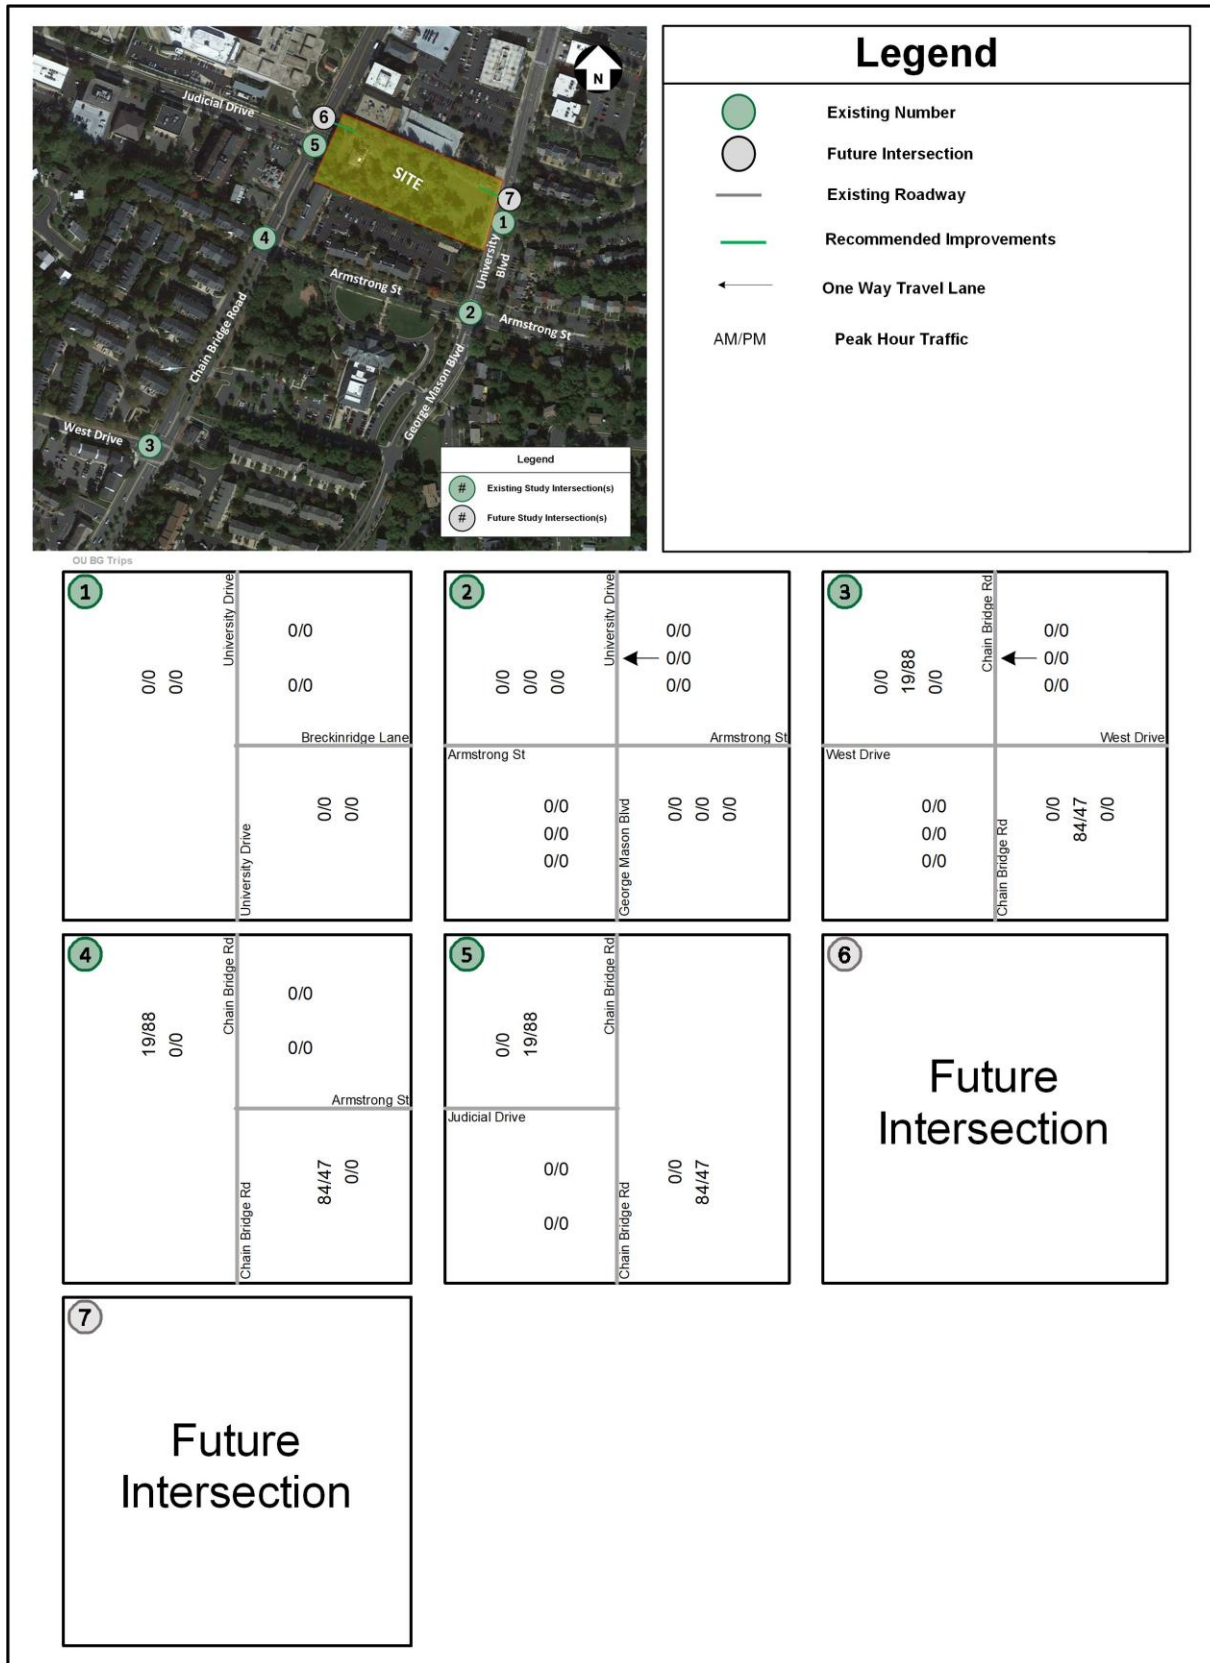 Judicial Drive
N
6
5
SITE
7
1
University
Blvd
4
Armstrong St
2
Armstrong St
Chain Bridge Road
George Mason Blvd
West Drive
3
Legend
# Existing Study Intersection(s)
# Future Study Intersection(s)
Legend
Existing Number
Future Intersection
Existing Roadway
Recommended Improvements
One Way Travel Lane
AM/PM Peak Hour Traffic
OU BG Trips
1
University Drive
0/0
0/0
0/0
0/0
Breckinridge Lane
University Drive
0/0
0/0
2
University Drive
0/0
0/0
0/0
0/0
0/0
0/0
Armstrong St
Armstrong St
0/0
0/0
0/0
George Mason Blvd
0/0
0/0
0/0
3
Chain Bridge Rd
0/0
19/88
0/0
0/0
0/0
0/0
West Drive
West Drive
0/0
0/0
0/0
Chain Bridge Rd
0/0
84/47
0/0
4
Chain Bridge Rd
19/88
0/0
0/0
0/0
Armstrong St
Chain Bridge Rd
84/47
0/0
5
Chain Bridge Rd
0/0
19/88
Judicial Drive
0/0
0/0
Chain Bridge Rd
0/0
84/47
6
Future
Intersection
7
Future
Intersection